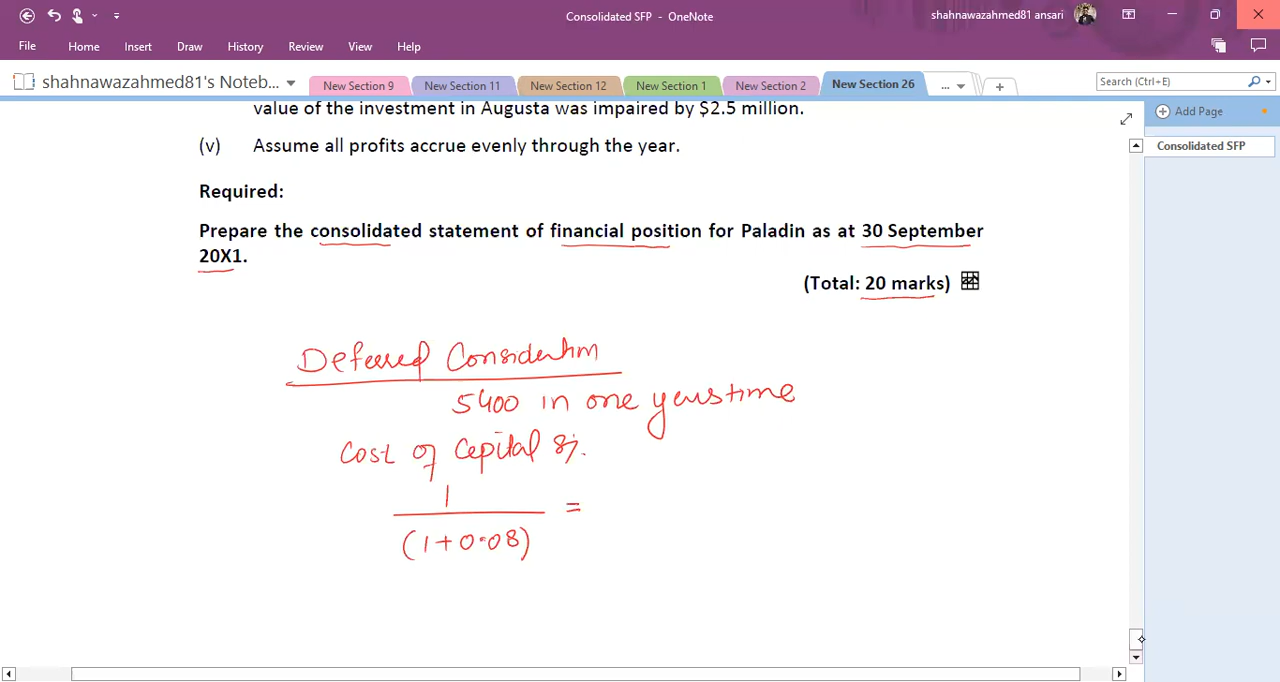 Consolidated SFP - OneNote
shahnawazahmed81 ansari
File Home Insert Draw History Review View Help
shahnawazahmed81's Noteb... New Section 9 New Section 11 New Section 12 New Section 1 New Section 2 New Section 26 ... Search (Ctrl+E)
Add Page
Consolidated SFP
value of the investment in Augusta was impaired by $2.5 million.
(v) Assume all profits accrue evenly through the year.
Required:
Prepare the consolidated statement of financial position for Paladin as at 30 September
20X1.
(Total: 20 marks)
Defered Consideration
5400 in one yearstime
Cost of Capital 8%.
1
(1+0.08) =